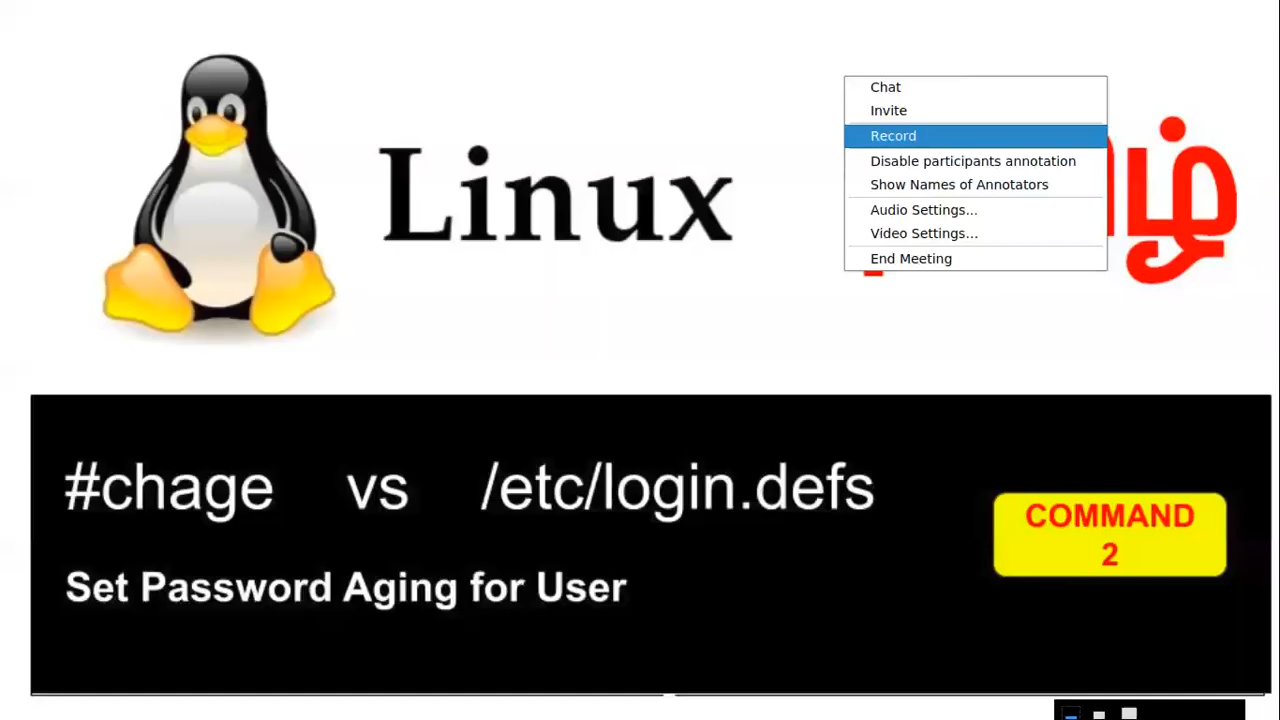 Linux
Chat
Invite
Record
Disable participants annotation
Show Names of Annotators
Audio Settings...
Video Settings...
End Meeting
#chage vs /etc/login.defs
COMMAND
2
Set Password Aging for User